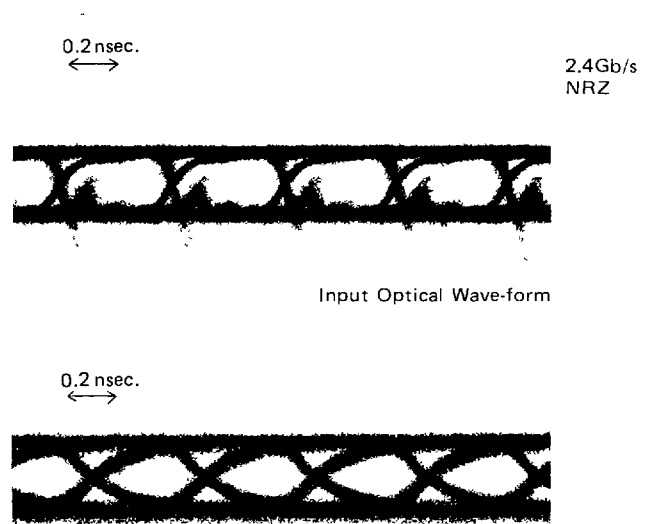 0.2 nsec.
2.4Gb/s
NRZ
Input Optical Wave-form
0.2 nsec.